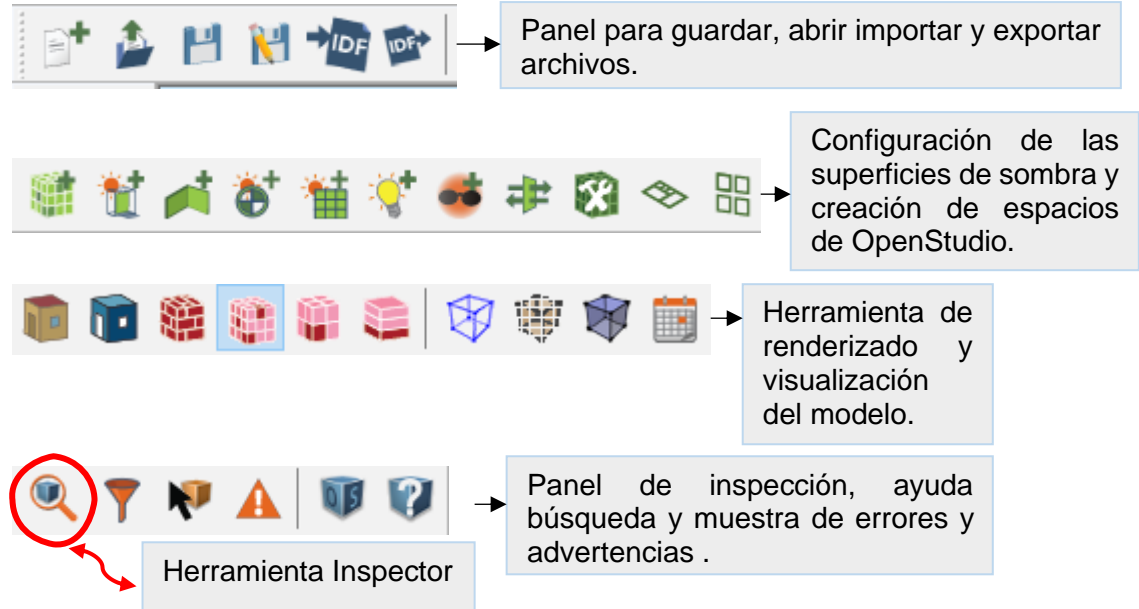 IDF
IDF
Panel para guardar, abrir importar y exportar
archivos.
Configuración de las
superficies de sombra y
creación de espacios
de OpenStudio.
Herramienta de
renderizado y
visualización
del modelo.
OS
?
Panel de inspección, ayuda
búsqueda y muestra de errores y
advertencias .
Herramienta Inspector